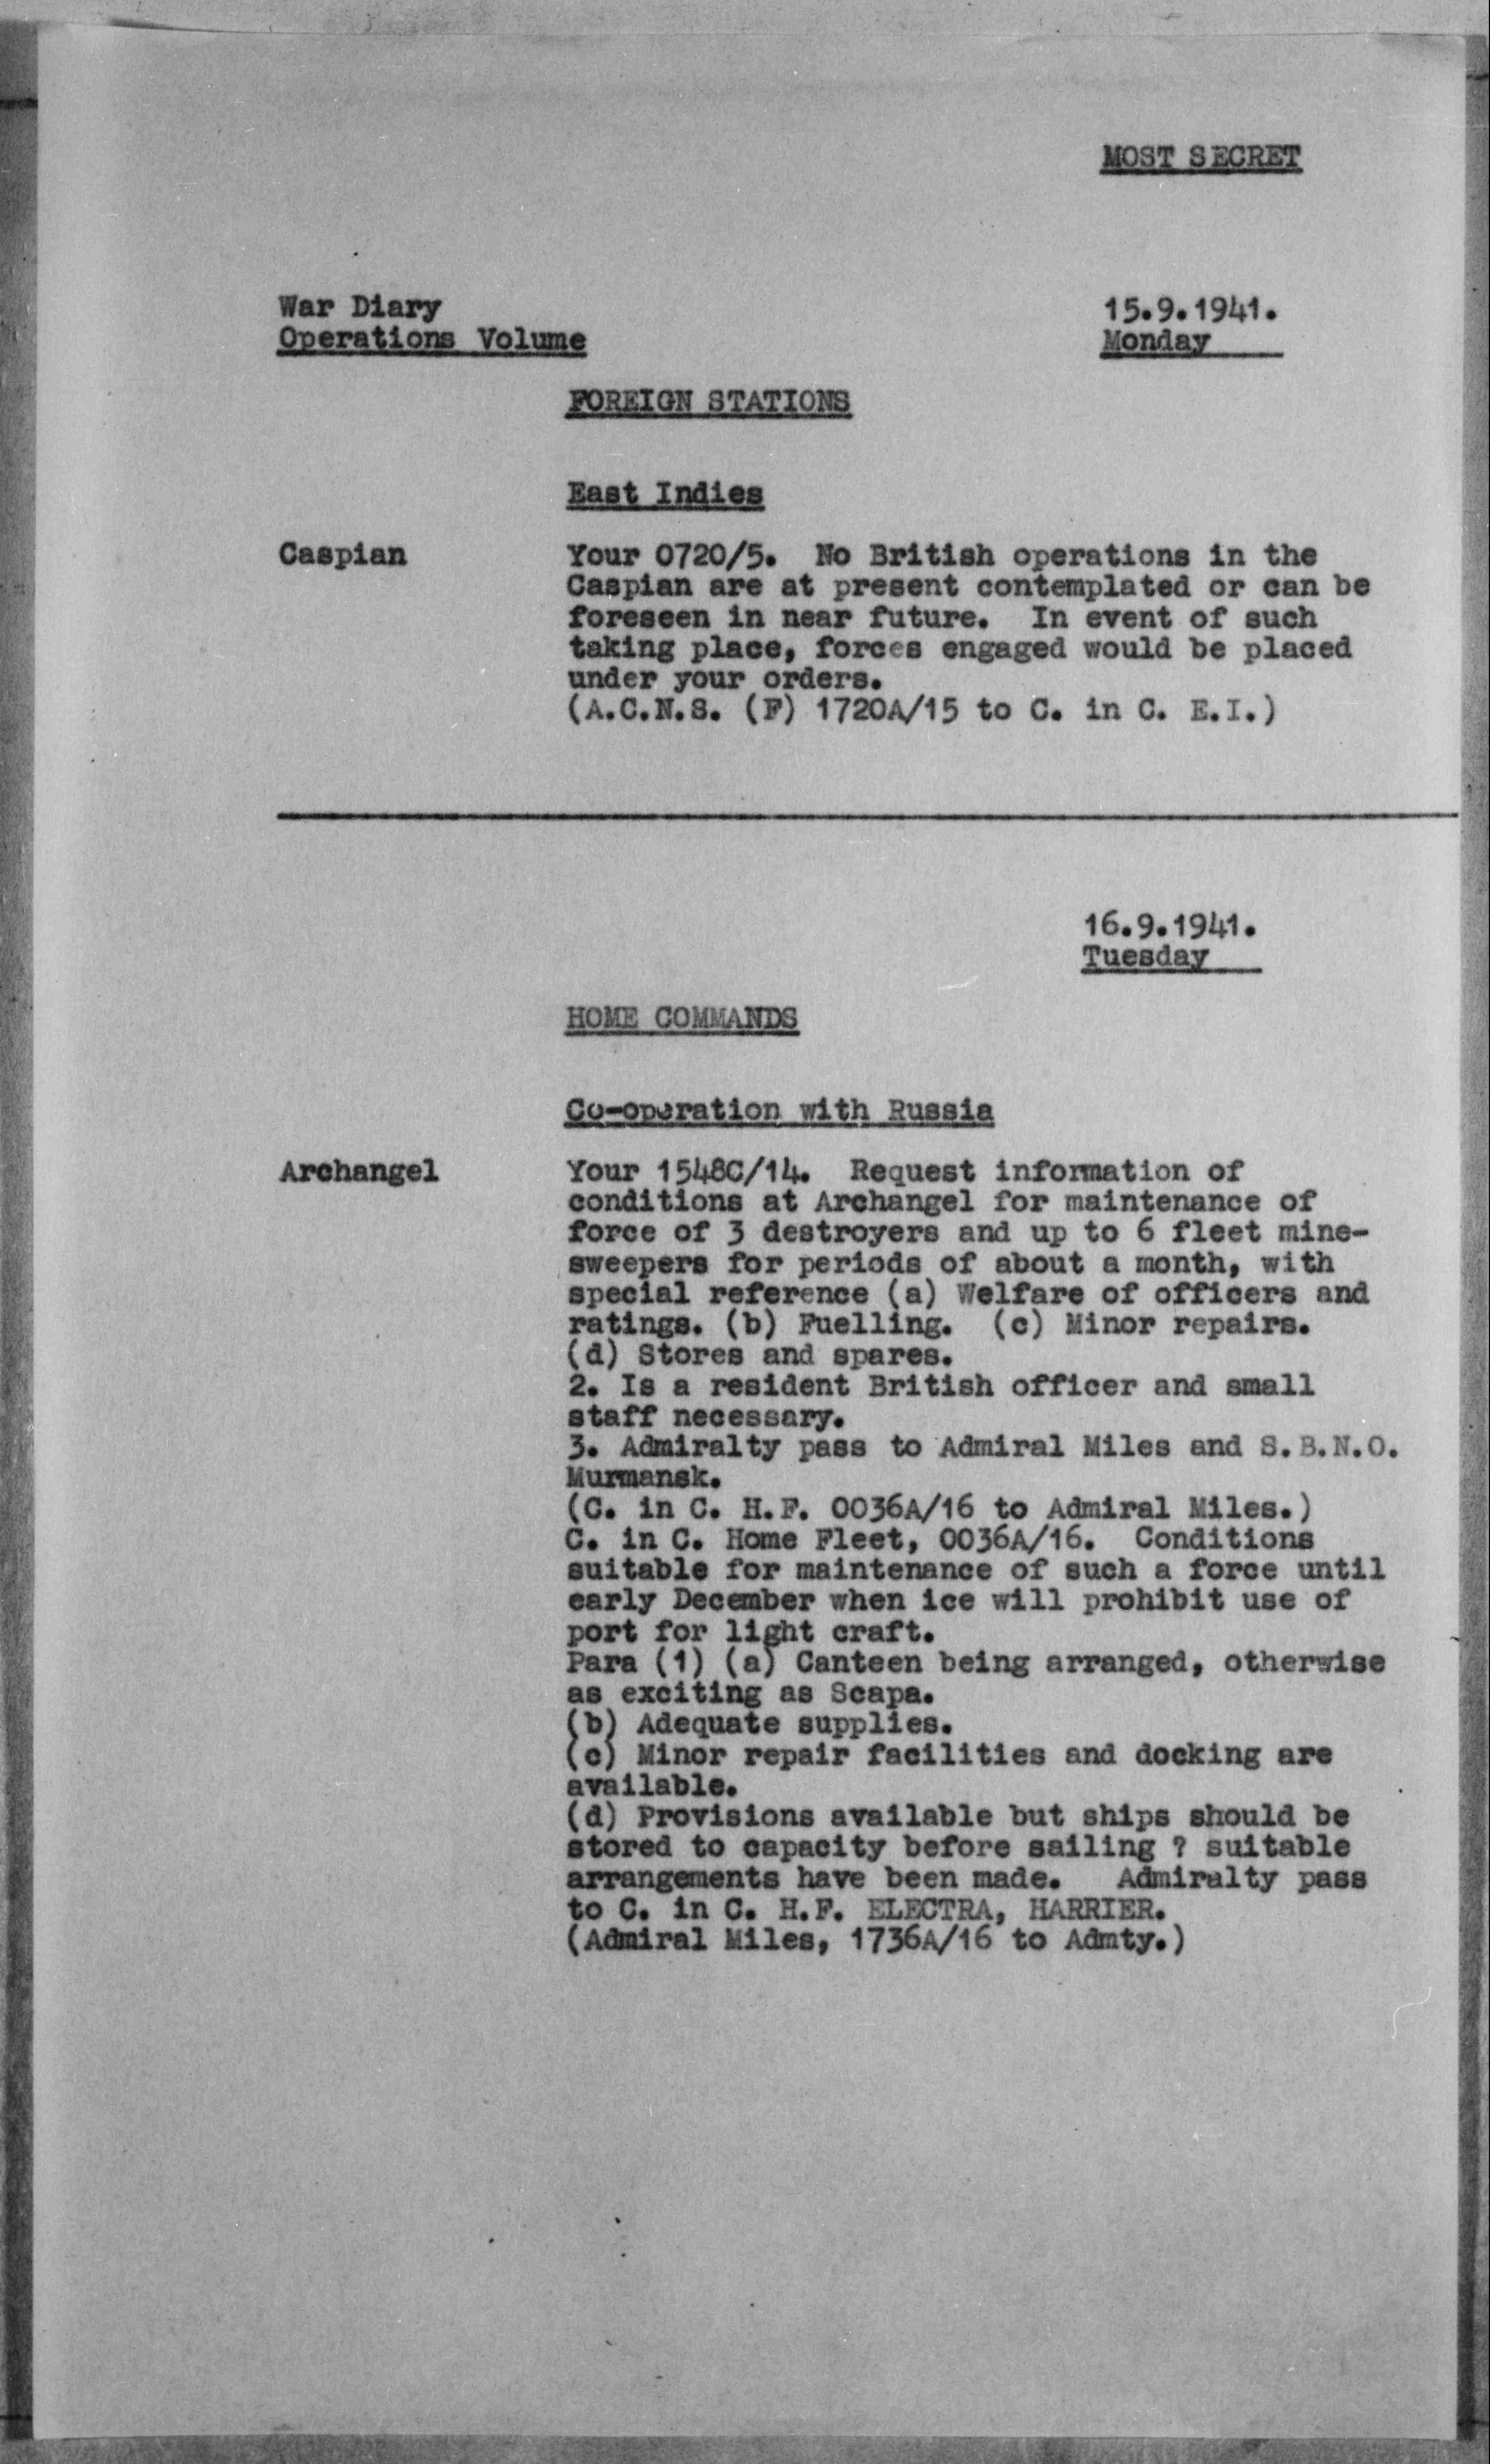 MOST SECRET
War Diary
Operations Volume
15.9.1941.
Monday
FOREIGN STATIONS
East Indies
Caspian
Your 0720/5. No British operations in the
Caspian are at present contemplated or can be
foreseen in near future. In event of such
taking place, forces engaged would be placed
under your orders.
(A.C.N.S. (F) 1720A/15 to C. in C. E.I.)
16.9.1941.
Tuesday
HOME COMMANDS
Co-operation with Russia
Archangel
Your 1548C/14. Request information of
conditions at Archangel for maintenance of
force of 3 destroyers and up to 6 fleet mine-
sweepers for periods of about a month, with
special reference (a) Welfare of officers and
ratings. (b) Fuelling. (c) Minor repairs.
(d) Stores and spares.
2. Is a resident British officer and small
staff necessary.
3. Admiralty pass to Admiral Miles and S.B.N.O.
Murmansk.
(C. in C. H.F. 0036A/16 to Admiral Miles.)
C. in C. Home Fleet, 0036A/16. Conditions
suitable for maintenance of such a force until
early December when ice will prohibit use of
port for light craft.
Para (1) (a) Canteen being arranged, otherwise
as exciting as Scapa.
(b) Adequate supplies.
(c) Minor repair facilities and docking are
available.
(d) Provisions available but ships should be
stored to capacity before sailing ? suitable
arrangements have been made. Admiralty pass
to C. in C. H.F. ELECTRA, HARRIER.
(Admiral Miles, 1736A/16 to Admty.)